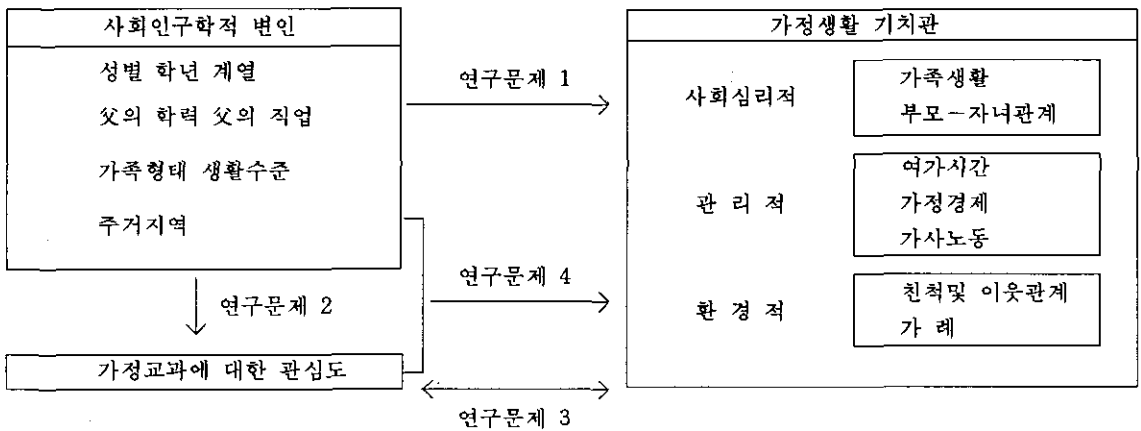 사회인구학적 변인
성별 학년 계열
父의 학력 父의 직업
가족형태 생활수준
주거지역
연구문제 2
가정교과에 대한 관심도
연구문제 1
연구문제 4
연구문제 3
가정생활 기치관
사회심리적
가족생활
부모-자녀관계
관 리 적
여가시간
가정경제
가사노동
환 경 적
친척및 이웃관계
가 례